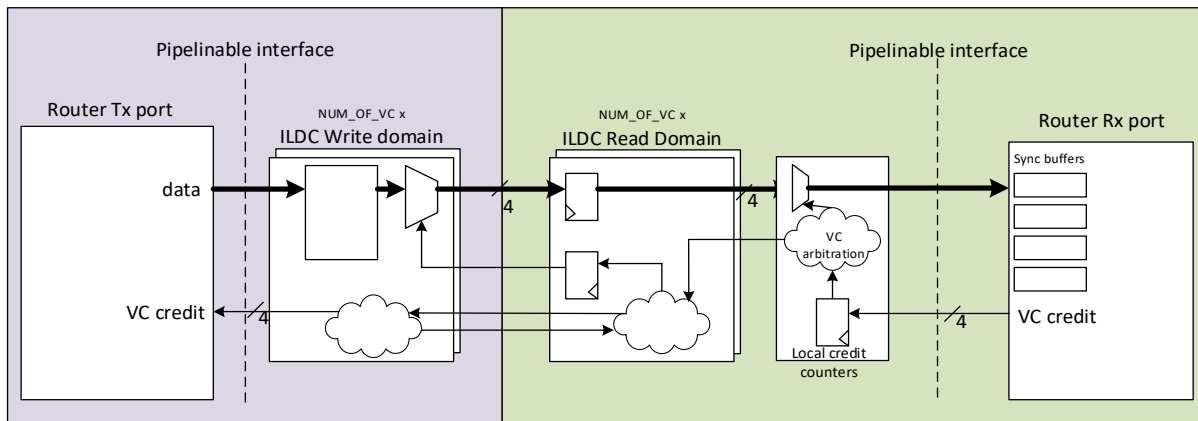 Pipelinable interface
Pipelinable interface
Router Tx port
NUM_OF_VC x
ILDC Write domain
NUM_OF_VC x
ILDC Read Domain
Router Rx port
Sync buffers
data
4
4
VC
arbitration
VC credit
4
4
VC credit
Local credit
counters